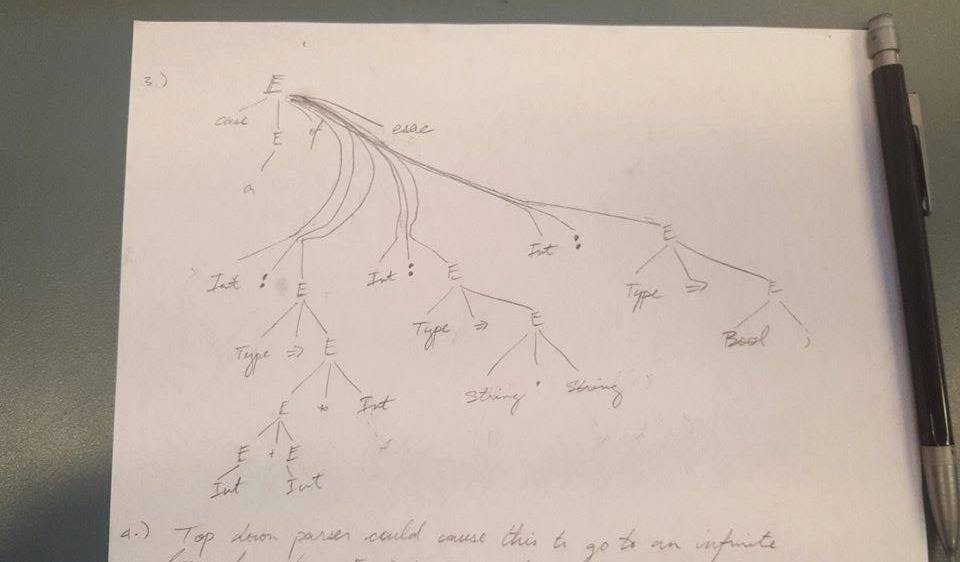 3.)
E
case E of esac
a
Int : E
Int : E
Int : E
Type => E
Type => E
Type => E
Bool ;
String . String
E * Int
E + E
Int Int
4.) Top down parser could cause this to go to an infinite